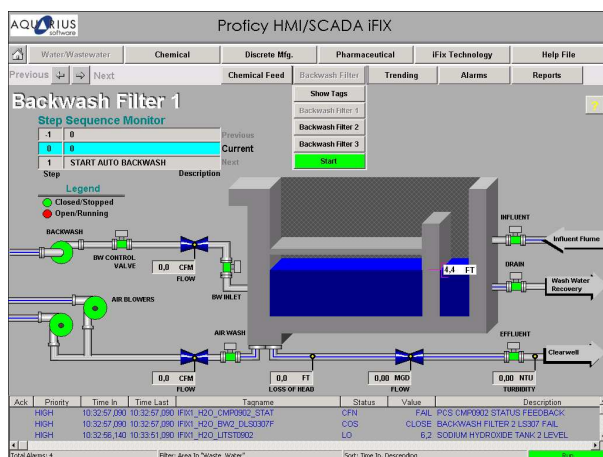 AQUARIUS software
Proficy HMI/SCADA iFIX
Water/Wastewater Chemical Discrete Mfg. Pharmaceutical iFix Technology Help File
Previous Next Chemical Feed Backwash Filter Trending Alarms Reports
Show Tags
Backwash Filter 1
Backwash Filter 2
Backwash Filter 3
Start
Backwash Filter 1
?
Step Sequence Monitor
-1 0 Previous
0 0 Current
1 START AUTO BACKWASH Next
Step Description
Legend
Closed/Stopped
Open/Running
BACKWASH
BW CONTROL VALVE
0,0 CFM
FLOW
BW INLET
AIR BLOWERS
AIR WASH
INFLUENT
Influent Flume
4,4 FT
DRAIN
Wash Water Recovery
EFFLUENT
Clearwell
0,0 CFM
FLOW
0,0 FT
LOSS OF HEAD
0,00 MGD
FLOW
0,00 NTU
TURBIDITY
Ack Priority Time In Time Last Tagname Status Value Description
HIGH 10:32:57,090 10:32:57,090 IFIX1_H2O_CMP0902_STAT CFN FAIL PCS CMP0902 STATUS FEEDBACK
HIGH 10:32:57,090 10:32:57,090 IFIX1_H2O_BW2_DLS0307F COS CLOSE BACKWASH FILTER 2 LS307 FAIL
HIGH 10:32:56,140 10:33:51,090 IFIX1_H2O_LITST0902 LO 6,2 SODIUM HYDROXIDE TANK 2 LEVEL
Total Alarms: 4 Filter: Area In "Waste_Water" Sort: Time In, Descending Run